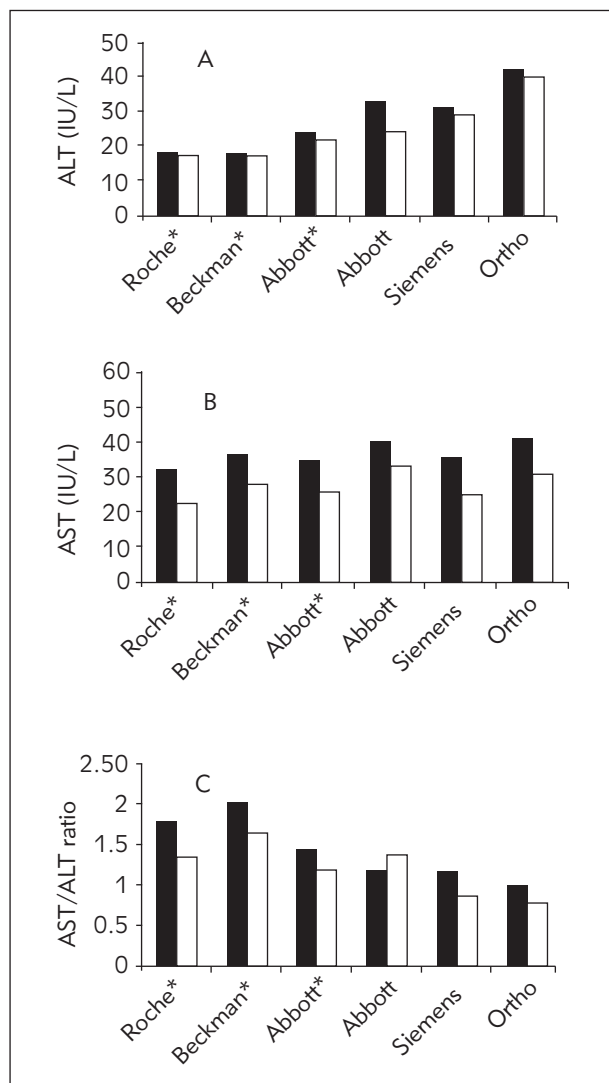 A
ALT (IU/L)
50
40
30
20
10
0
Roche* Beckman* Abbott* Abbott Siemens Ortho
B
AST (IU/L)
60
50
40
30
20
10
0
Roche* Beckman* Abbott* Abbott Siemens Ortho
C
AST/ALT ratio
2.50
2
1.5
1
0.5
0
Roche* Beckman* Abbott* Abbott Siemens Ortho